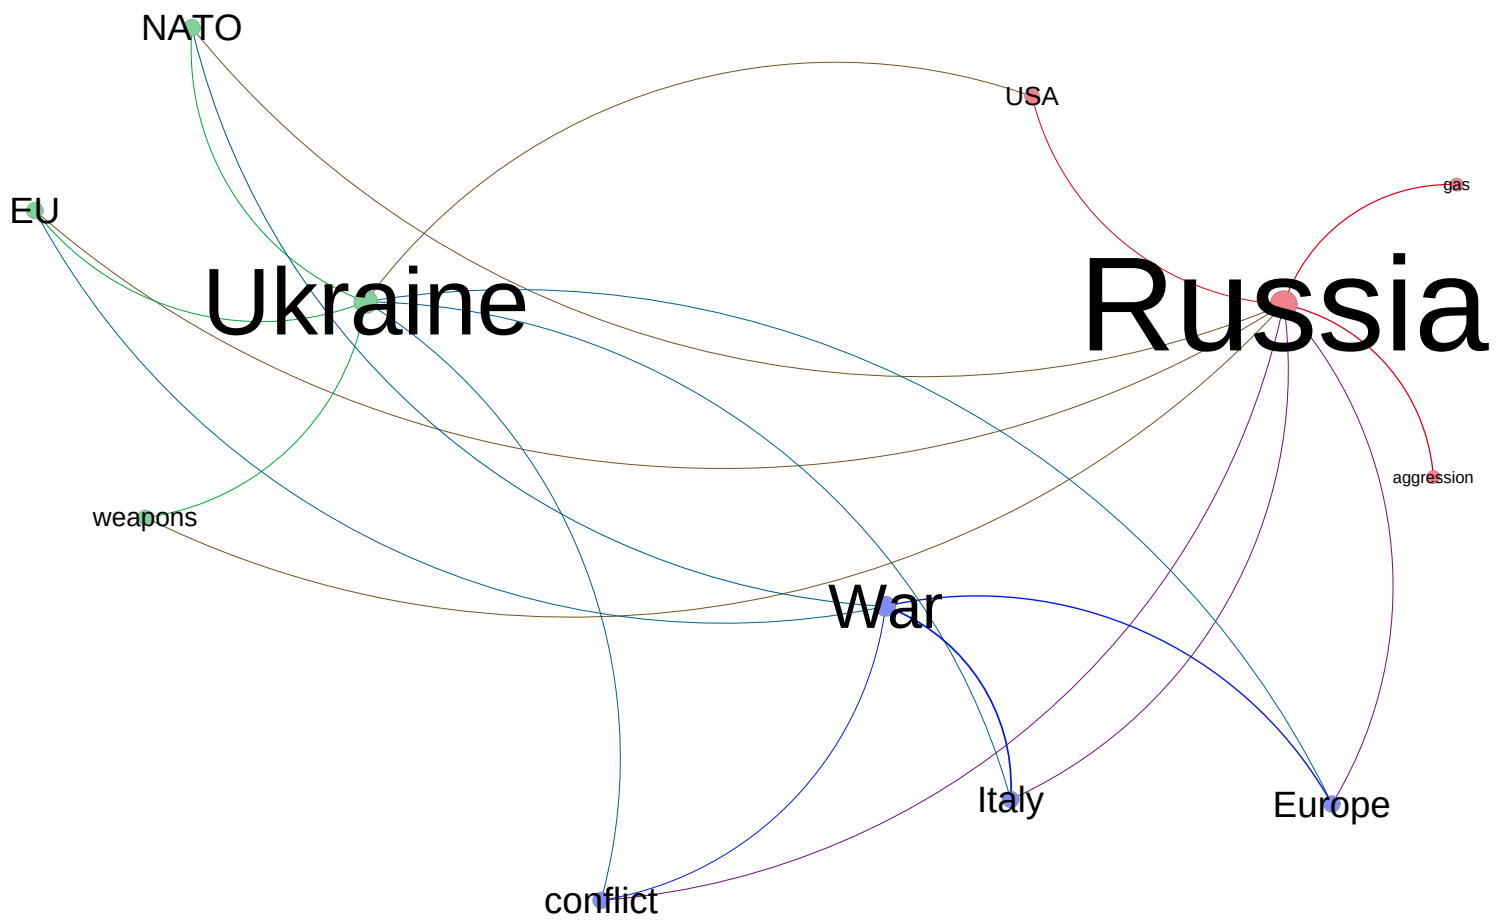 NATO
USA
gas
EU
Ukraine
Russia
aggression
weapons
War
Italy
Europe
conflict